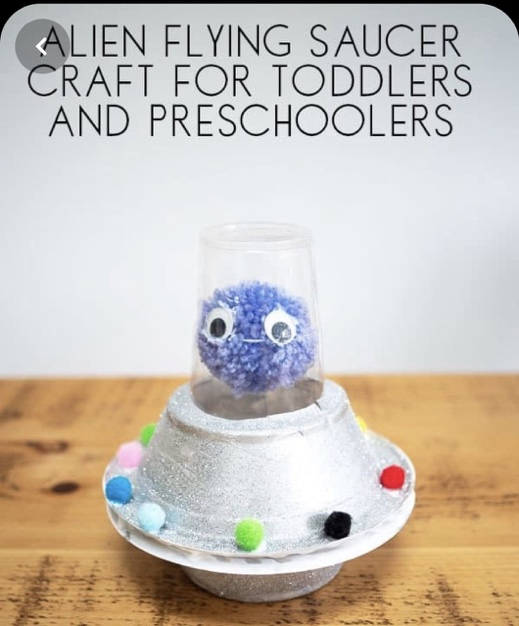 ALIEN FLYING SAUCER
CRAFT FOR TODDLERS
AND PRESCHOOLERS